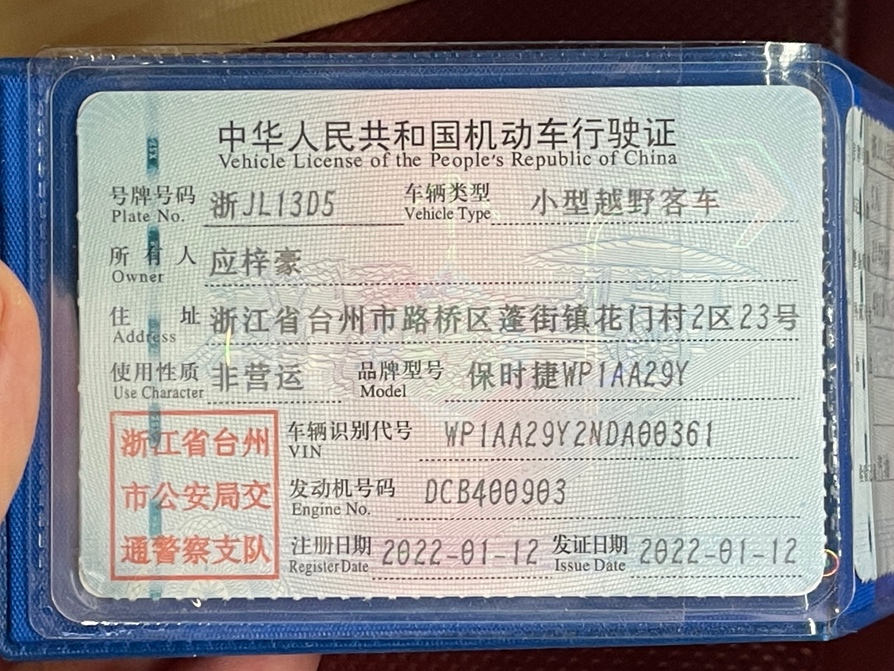 中华人民共和国机动车行驶证
Vehicle License of the People's Republic of China
号牌号码 浙JL13D5 车辆类型 小型越野客车
Plate No. Vehicle Type
所有人 应梓豪
Owner
住址 浙江省台州市路桥区蓬街镇花门村2区23号
Address
使用性质 非营运 品牌型号 保时捷WP1AA29Y
Use Character Model
浙江省台州
市公安局交
通警察支队
车辆识别代号 WP1AA29Y2NDA00361
VIN
发动机号码 DCB400903
Engine No.
注册日期 2022-01-12 发证日期 2022-01-12
Register Date Issue Date